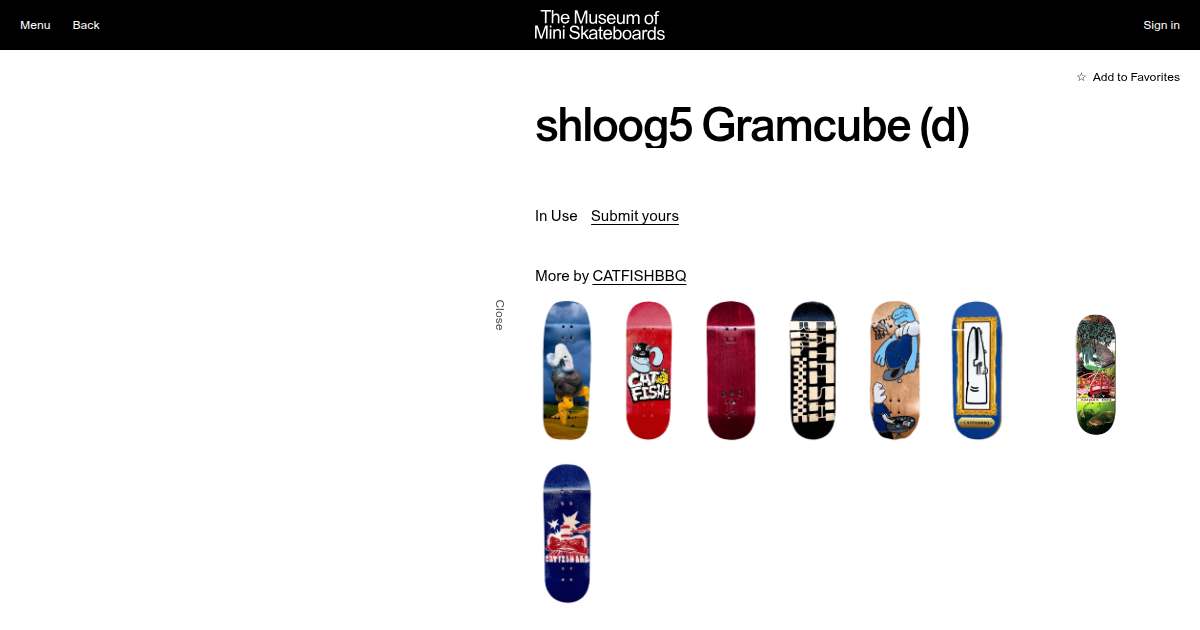 Menu Back
The Museum of
Mini Skateboards
Sign in
☆ Add to Favorites
shloog5 Gramcube (d)
In Use Submit yours
More by CATFISHBBQ
Close
CAT
FISH!
CATFISHBBQ